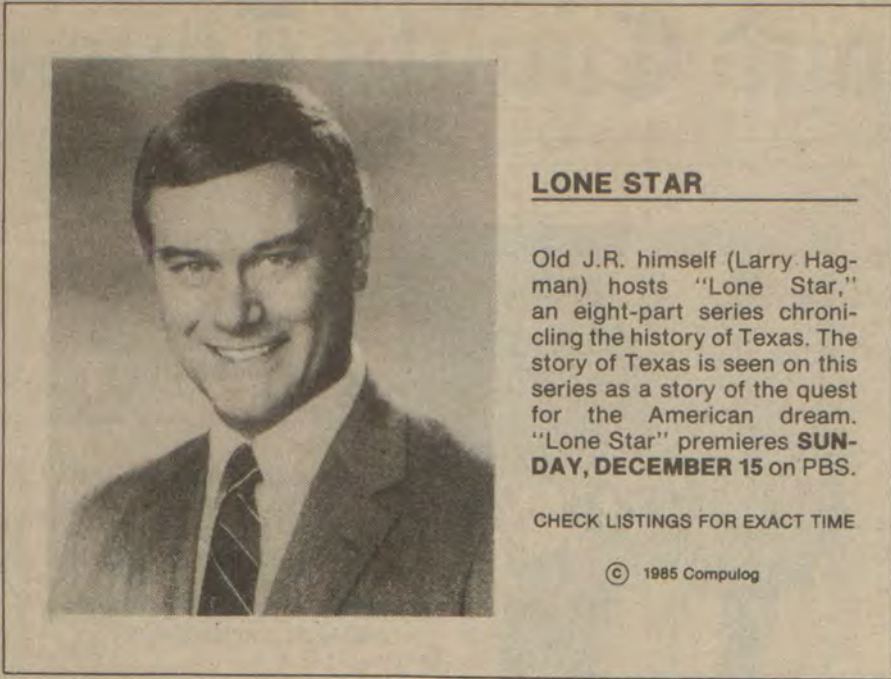 LONE STAR
Old J.R. himself (Larry Hag-
man) hosts "Lone Star,"
an eight-part series chroni-
cling the history of Texas. The
story of Texas is seen on this
series as a story of the quest
for the American dream.
"Lone Star" premieres SUN-
DAY, DECEMBER 15 on PBS.
CHECK LISTINGS FOR EXACT TIME
© 1985 Compulog